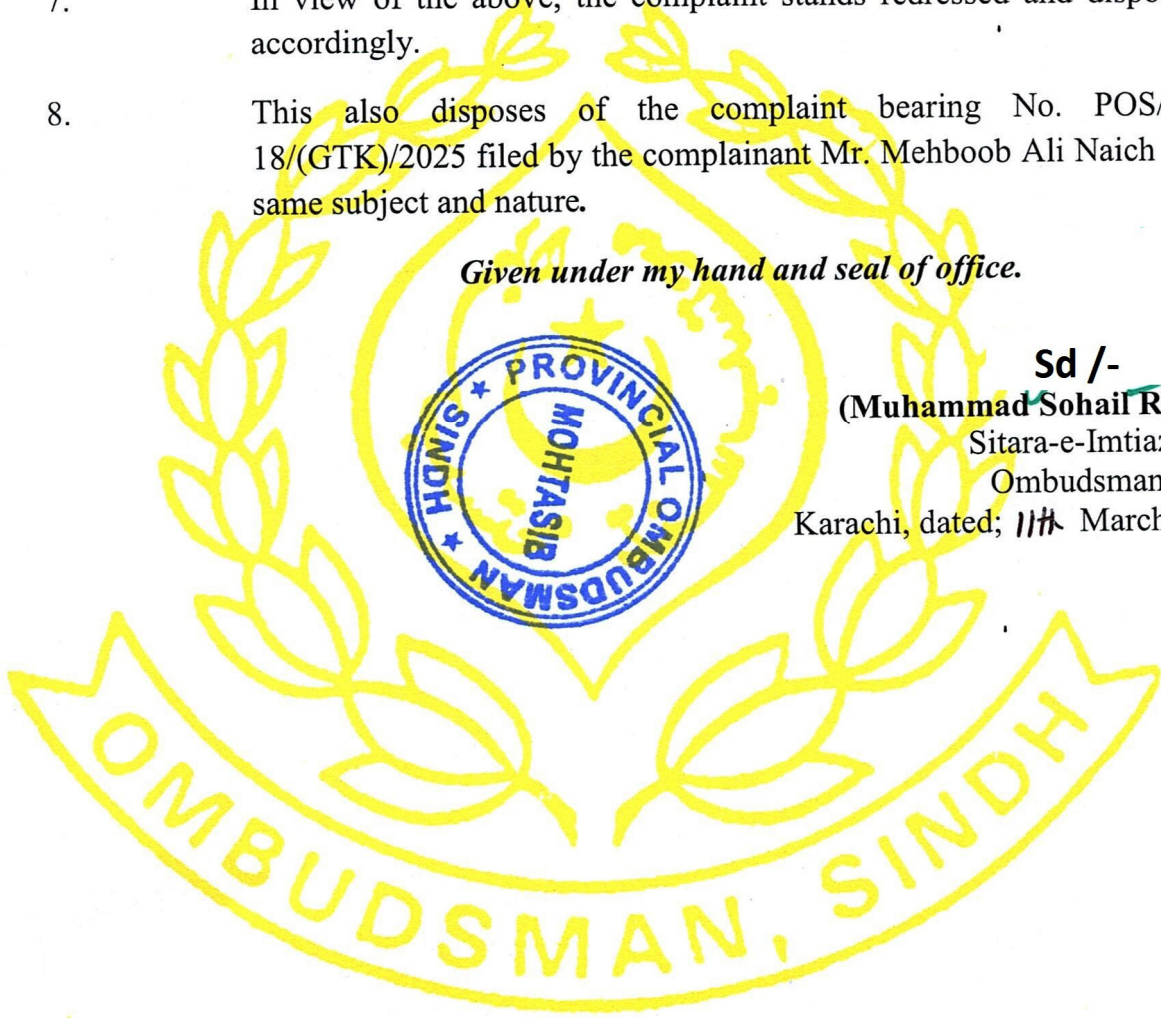 7. In view of the above, the complaint stands redressed and dispo
accordingly.
8. This also disposes of the complaint bearing No. POS/
18/(GTK)/2025 filed by the complainant Mr. Mehboob Ali Naich
same subject and nature.
Given under my hand and seal of office.
Sd /-
(Muhammad Sohail R
Sitara-e-Imtiaz
Ombudsman
Karachi, dated; 11th March
PROVINCIAL OMBUDSMAN ★ SINDH ★
MOHTASIB
OMBUDSMAN, SINDH